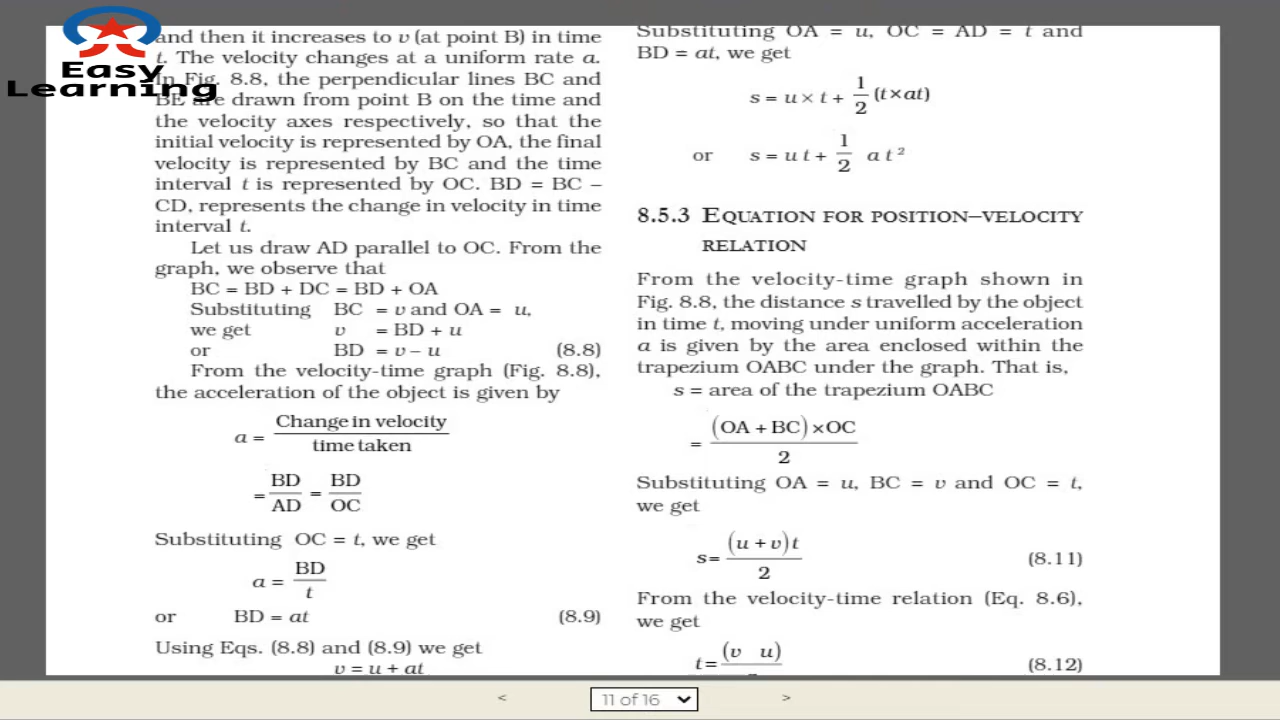 Easy
Learning
and then it increases to v (at point B) in time
t. The velocity changes at a uniform rate a.
In Fig. 8.8, the perpendicular lines BC and
BE are drawn from point B on the time and
the velocity axes respectively, so that the
initial velocity is represented by OA, the final
velocity is represented by BC and the time
interval t is represented by OC. BD = BC –
CD, represents the change in velocity in time
interval t.
Let us draw AD parallel to OC. From the
graph, we observe that
BC = BD + DC = BD + OA
Substituting BC = v and OA = u,
we get v = BD + u
or BD = v – u (8.8)
From the velocity-time graph (Fig. 8.8),
the acceleration of the object is given by
a = Change in velocity / time taken
= BD / AD = BD / OC
Substituting OC = t, we get
a = BD / t
or BD = at (8.9)
Using Eqs. (8.8) and (8.9) we get
v = u + at
Substituting OA = u, OC = AD = t and
BD = at, we get
s = u × t + 1/2 (t × at)
or s = u t + 1/2 a t²
8.5.3 EQUATION FOR POSITION–VELOCITY
RELATION
From the velocity-time graph shown in
Fig. 8.8, the distance s travelled by the object
in time t, moving under uniform acceleration
a is given by the area enclosed within the
trapezium OABC under the graph. That is,
s = area of the trapezium OABC
= (OA + BC) × OC / 2
Substituting OA = u, BC = v and OC = t,
we get
s = (u + v) t / 2 (8.11)
From the velocity-time relation (Eq. 8.6),
we get
t = (v u) (8.12)
< 11 of 16 >